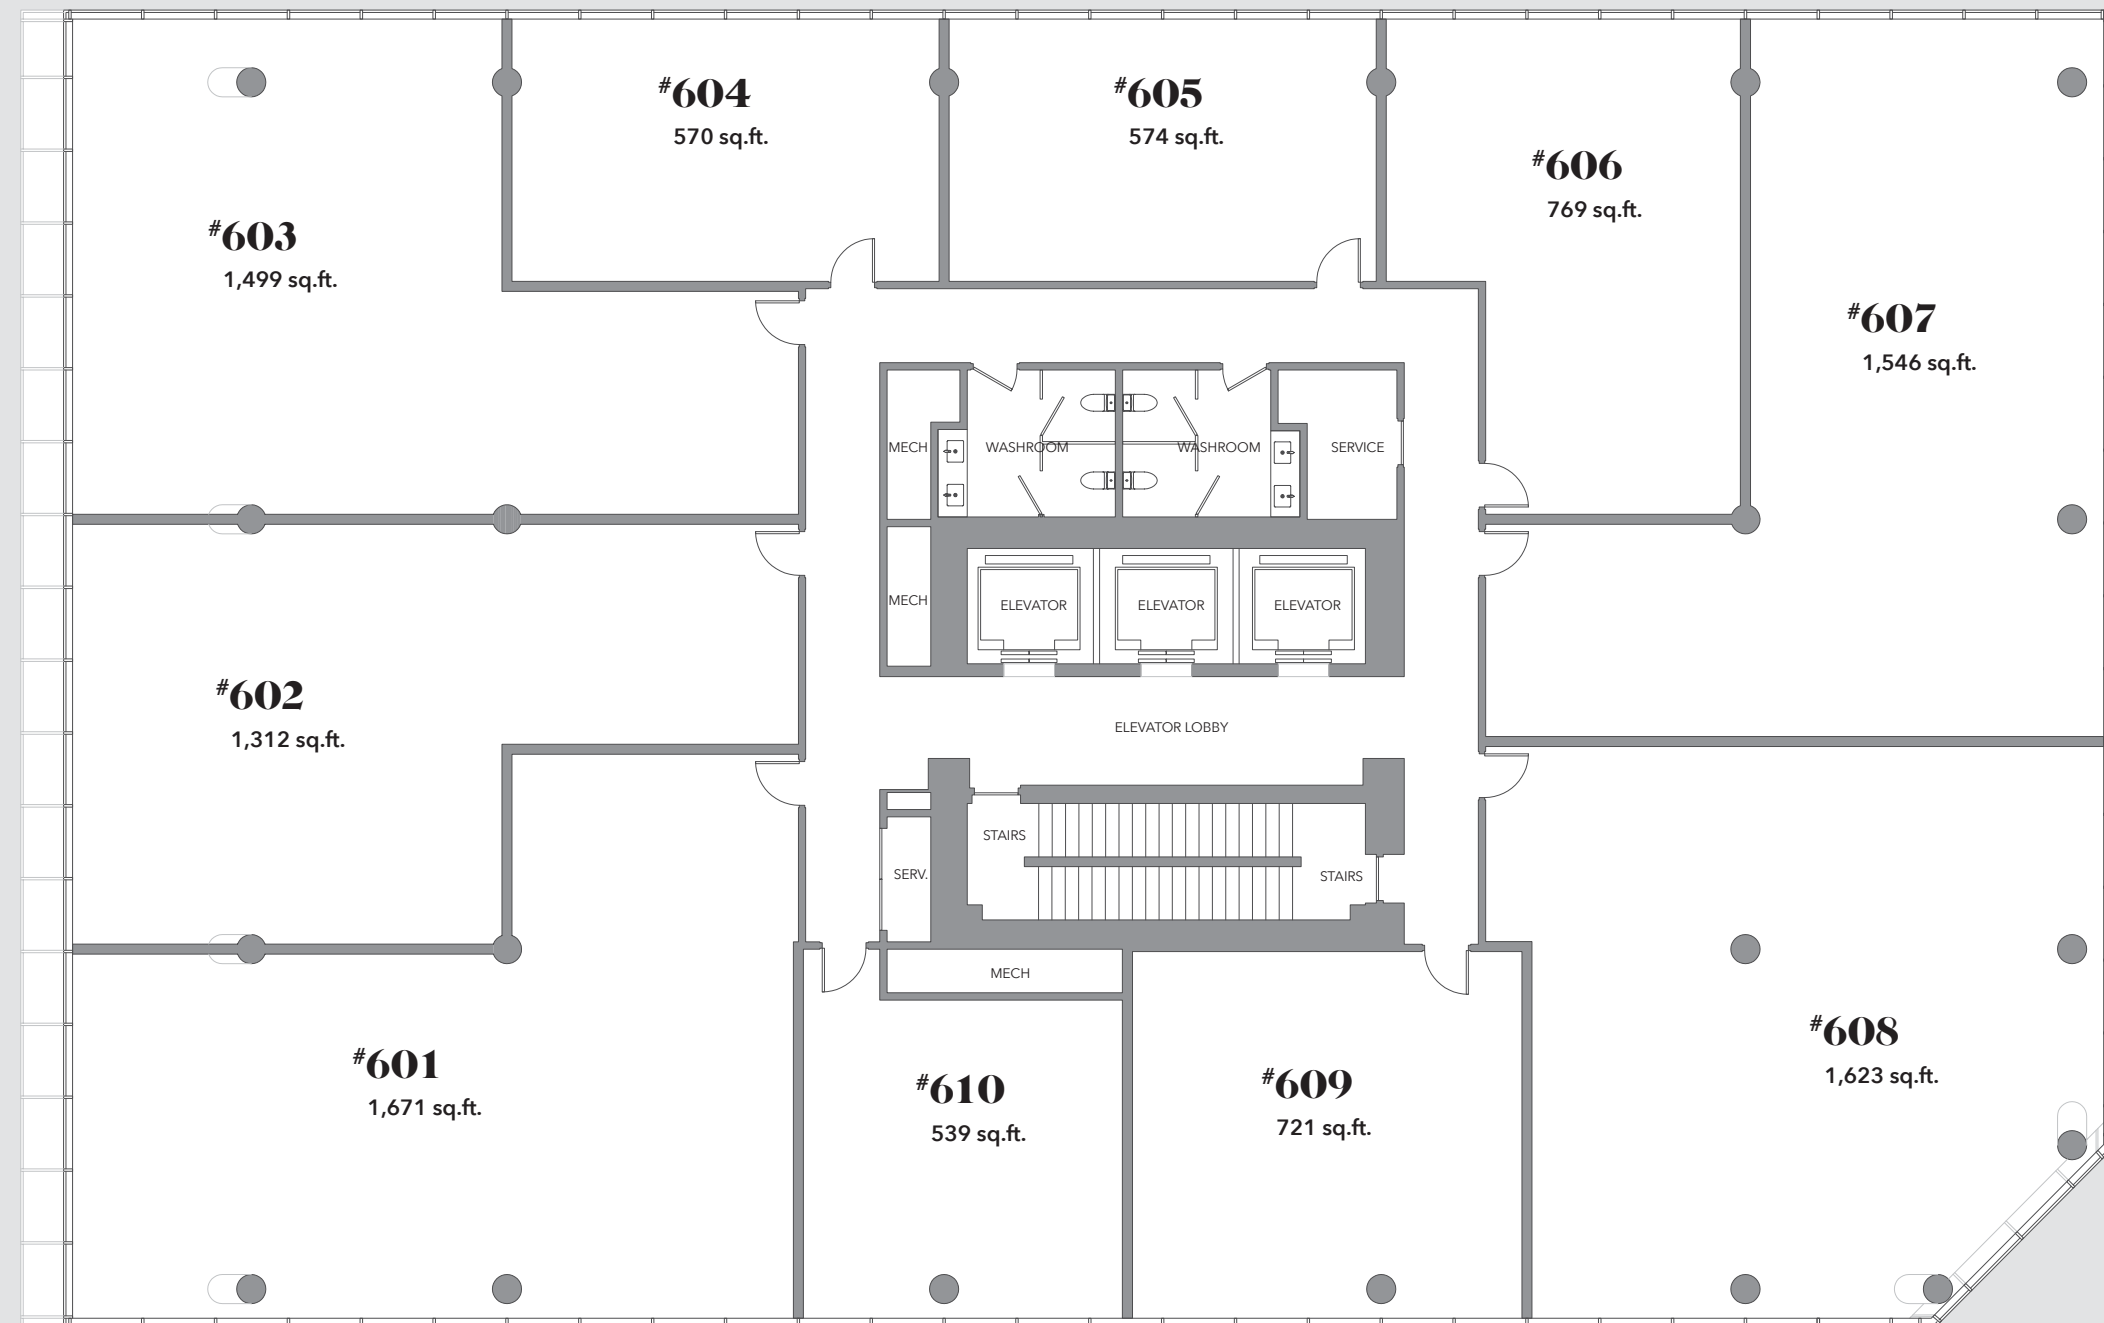 #604
570 sq.ft.
#605
574 sq.ft.
#606
769 sq.ft.
#603
1,499 sq.ft.
#607
1,546 sq.ft.
MECH
WASHROOM
WASHROOM
SERVICE
MECH
ELEVATOR
ELEVATOR
ELEVATOR
#602
1,312 sq.ft.
ELEVATOR LOBBY
STAIRS
SERV.
STAIRS
MECH
#601
1,671 sq.ft.
#610
539 sq.ft.
#609
721 sq.ft.
#608
1,623 sq.ft.